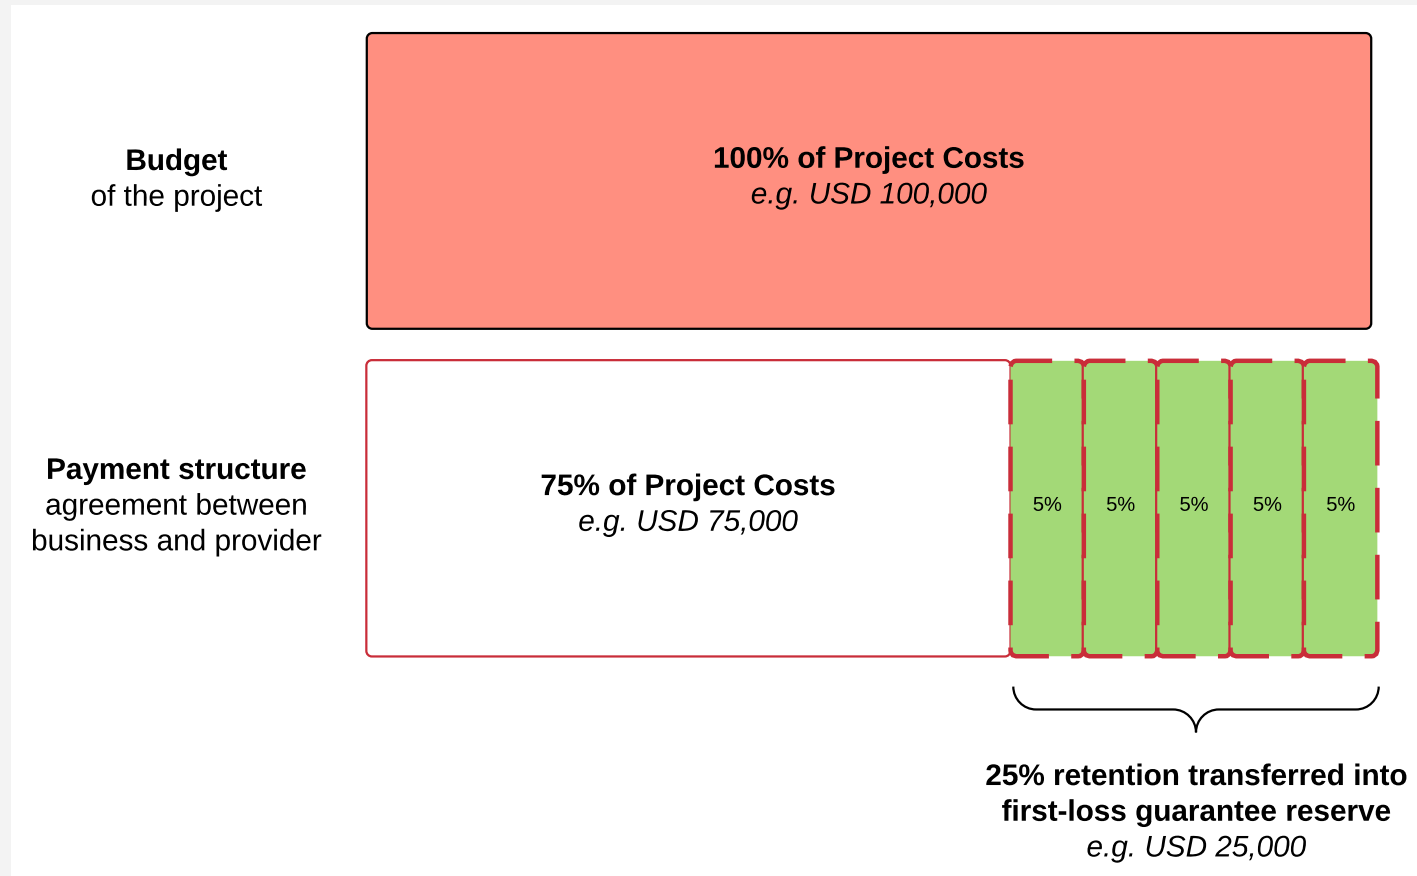 Budget
of the project
100% of Project Costs
e.g. USD 100,000
Payment structure
agreement between
business and provider
75% of Project Costs
e.g. USD 75,000
5%
5%
5%
5%
5%
25% retention transferred into
first-loss guarantee reserve
e.g. USD 25,000